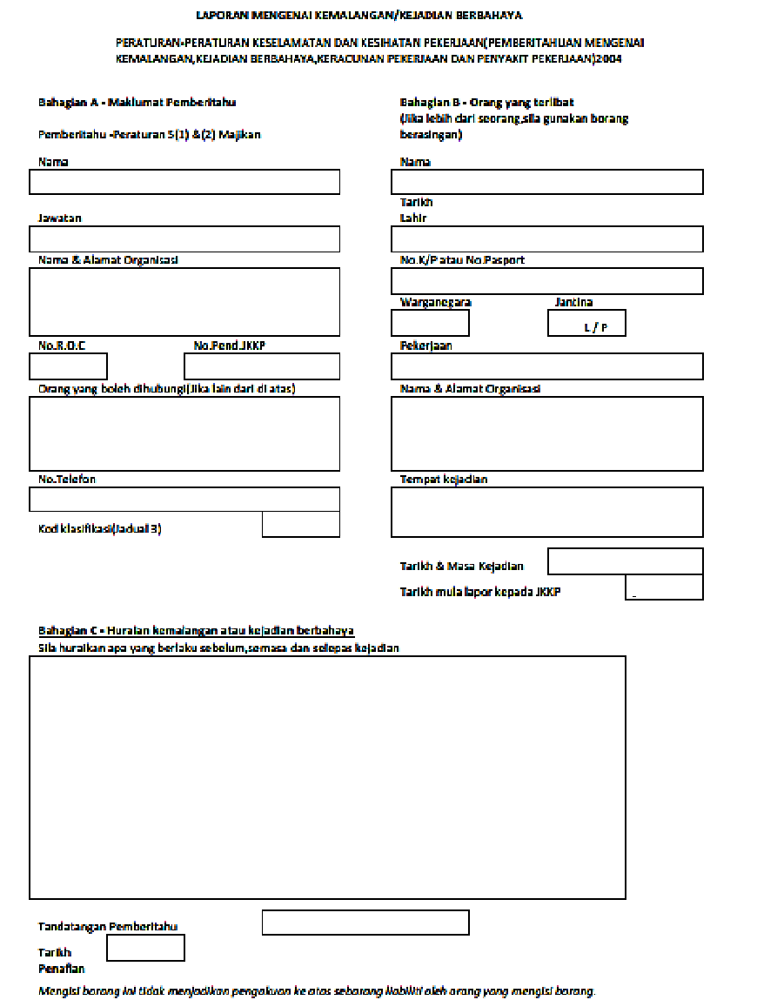 LAPORAN MENGENAI KEMALANGAN/KEJADIAN BERBAHAYA
PERATURAN-PERATURAN KESELAMATAN DAN KESIHATAN PEKERJAAN(PEMBERITAHUAN MENGENAI
KEMALANGAN,KEJADIAN BERBAHAYA,KERACUNAN PEKERJAAN DAN PENYAKIT PEKERJAAN)2004
Bahagian A - Maklumat Pemberitahu
Pemberitahu -Peraturan 5(1) &(2) Majikan
Nama
Jawatan
Nama & Alamat Organisasi
No.R.O.C
No.Pend.JKKP
Orang yang boleh dihubungi(Jika lain dari di atas)
No.Telefon
Kod klasifikasi(Jadual 3)
Bahagian B - Orang yang terlibat
(Jika lebih dari seorang,sila gunakan borang
berasingan)
Nama
Tarikh
Lahir
No.K/P atau No.Pasport
Warganegara
Jantina
L / P
Pekerjaan
Nama & Alamat Organisasi
Tempat kejadian
Tarikh & Masa Kejadian
Tarikh mula lapor kepada JKKP
-
Bahagian C - Huraian kemalangan atau kejadian berbahaya
Sila huraikan apa yang berlaku sebelum,semasa dan selepas kejadian
Tandatangan Pemberitahu
Tarikh
Penafian
Mengisi borang ini tidak menjadikan pengakuan ke atas sebarang liabiliti oleh orang yang mengisi borang.